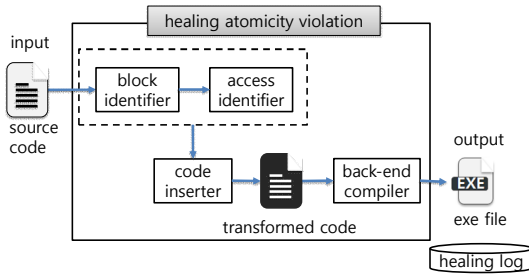 healing atomicity violation
input
block
identifier
access
identifier
source
code
code
inserter
back-end
compiler
transformed code
output
EXE
exe file
healing log